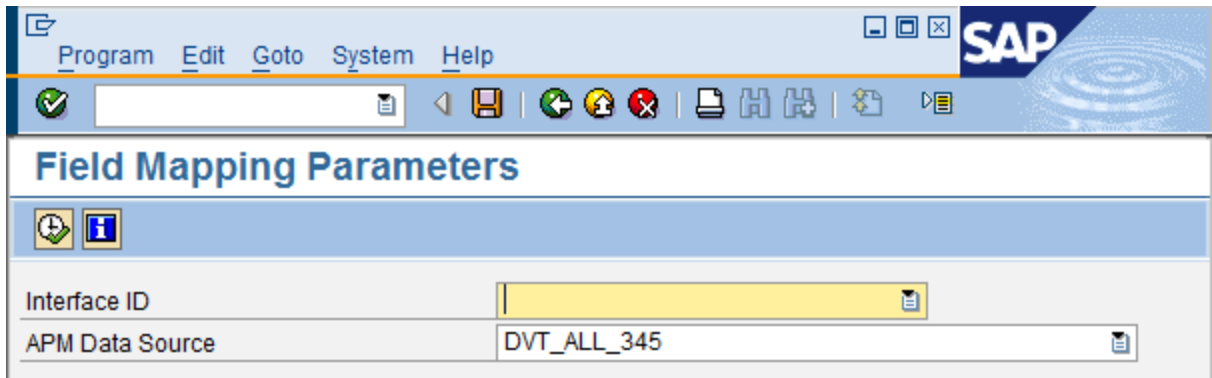 Program Edit Goto System Help
SAP
Field Mapping Parameters
Interface ID
APM Data Source DVT_ALL_345